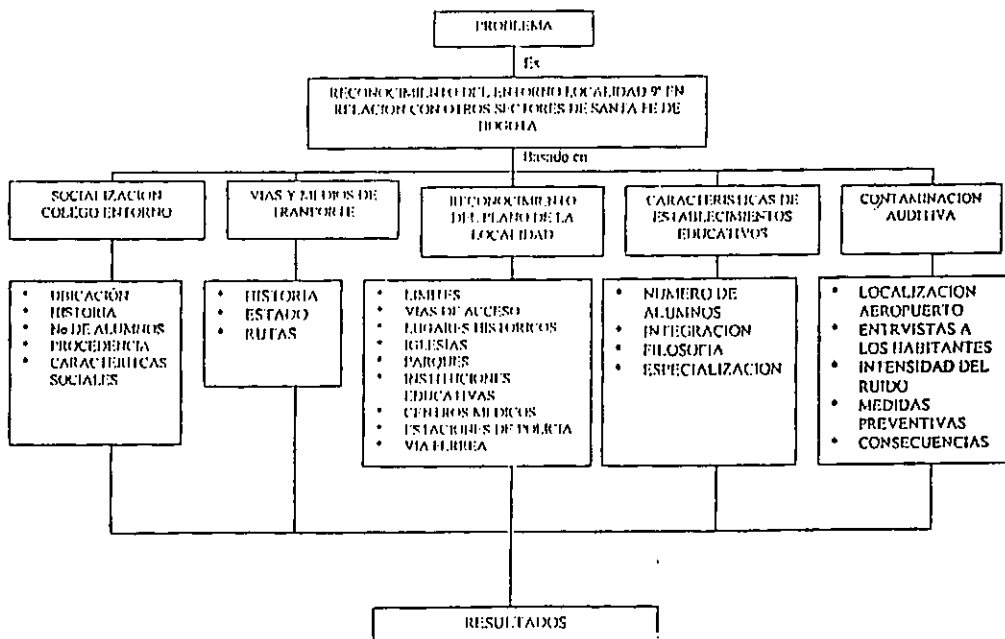 PROBLEMA
Es
RECONOCIMIENTO DEL ENTORNO LOCALIDAD 9ª EN
RELACION CON OTROS SECTORES DE SANTA FE DE
BOGOTA
Basado en
SOCIALIZACION
COLEGO ENTORNO
VIAS Y MEDIOS DE
TRANPORTE
RECONOCIMIENTO
DEL PLANO DE LA
LOCALIDAD
CARACTERISTICAS DE
ESTABLECIMIENTOS
EDUCATIVOS
CONTAMINACION
AUDITIVA
* UBICACIÓN
* HISTORIA
* No DE ALUMNOS
* PROCEDENCIA
* CARACTERITCAS
SOCIALES
* HISTORIA
* ESTADO
* RUTAS
* LIMITES
* VIAS DE ACCESO
* LUGARES HISTORICOS
* IGLESIAS
* PARQUES
* INSTITUCIONES
EDUCATIVAS
* CENTROS MEDICOS
* ESTACIONES DE POLICIA
* VIA FERREA
* NUMERO DE
ALUMNOS
* INTEGRACION
* FILOSOFIA
* ESPECIALIZACION
* LOCALIZACION
AEROPUERTO
* ENTRVISTAS A
LOS HABITANTES
* INTENSIDAD DEL
RUIDO
* MEDIDAS
PREVENTIVAS
* CONSECUENCIAS
RESULTADOS